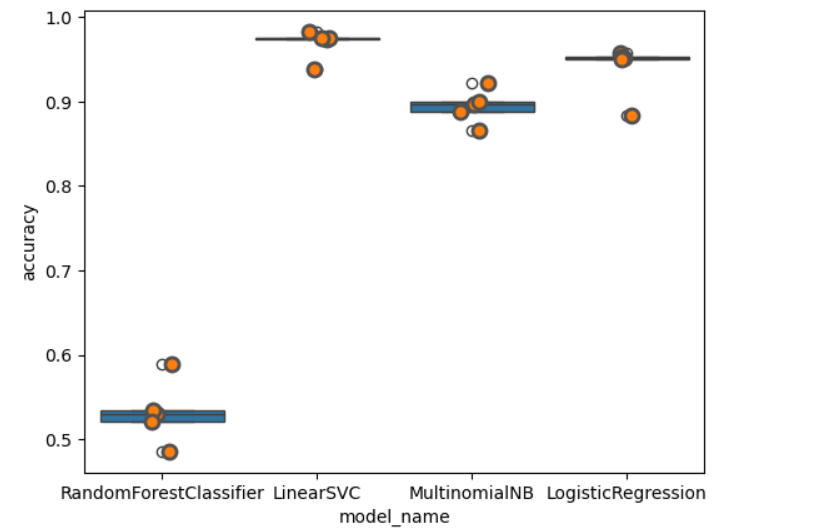 1.0
0.9
0.8
0.7
0.6
0.5
accuracy
RandomForestClassifier LinearSVC MultinomialNB LogisticRegression
model_name